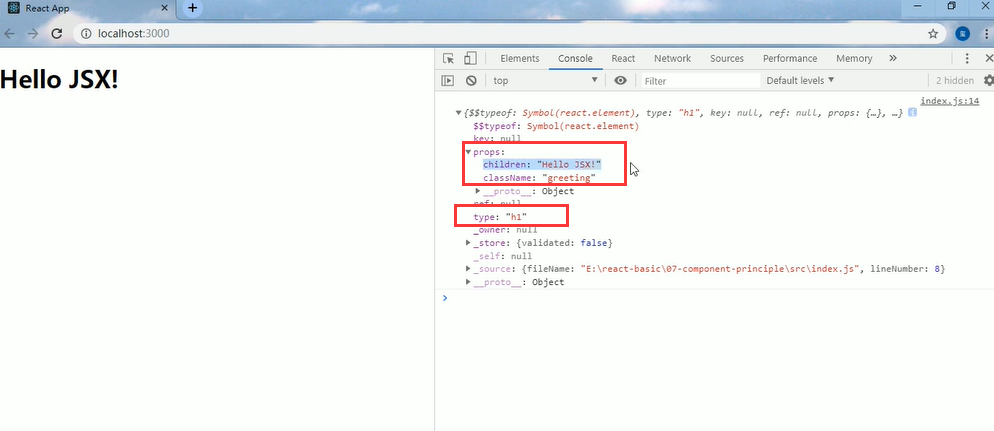 React App
localhost:3000
Hello JSX!
Elements Console React Network Sources Performance Memory »
top Filter Default levels ▼ 2 hidden
index.js:14
{$$typeof: Symbol(react.element), type: "h1", key: null, ref: null, props: {…}, …}
$$typeof: Symbol(react.element)
key: null
props:
children: "Hello JSX!"
className: "greeting"
__proto__: Object
ref: null
type: "h1"
_owner: null
_store: {validated: false}
_self: null
_source: {fileName: "E:\react-basic\07-component-principle\src\index.js", lineNumber: 8}
__proto__: Object